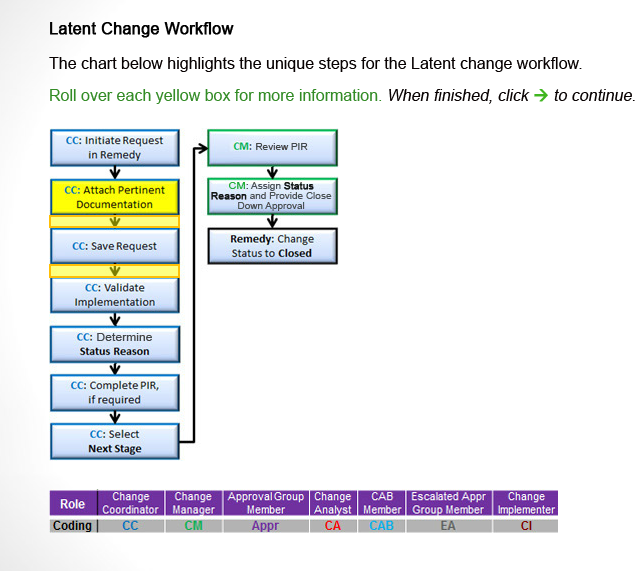 Latent Change Workflow
The chart below highlights the unique steps for the Latent change workflow.
Roll over each yellow box for more information. When finished, click → to continue.
CC: Initiate Request
in Remedy
CC: Attach Pertinent
Documentation
CC: Save Request
CC: Validate
Implementation
CC: Determine
Status Reason
CC: Complete PIR,
if required
CC: Select
Next Stage
CM: Review PIR
CM: Assign Status
Reason and Provide Close
Down Approval
Remedy: Change
Status to Closed
Role Change Coordinator Change Manager Approval Group Member Change Analyst CAB Member Escalated Appr Group Member Change Implementer
Coding CC CM Appr CA CAB EA CI